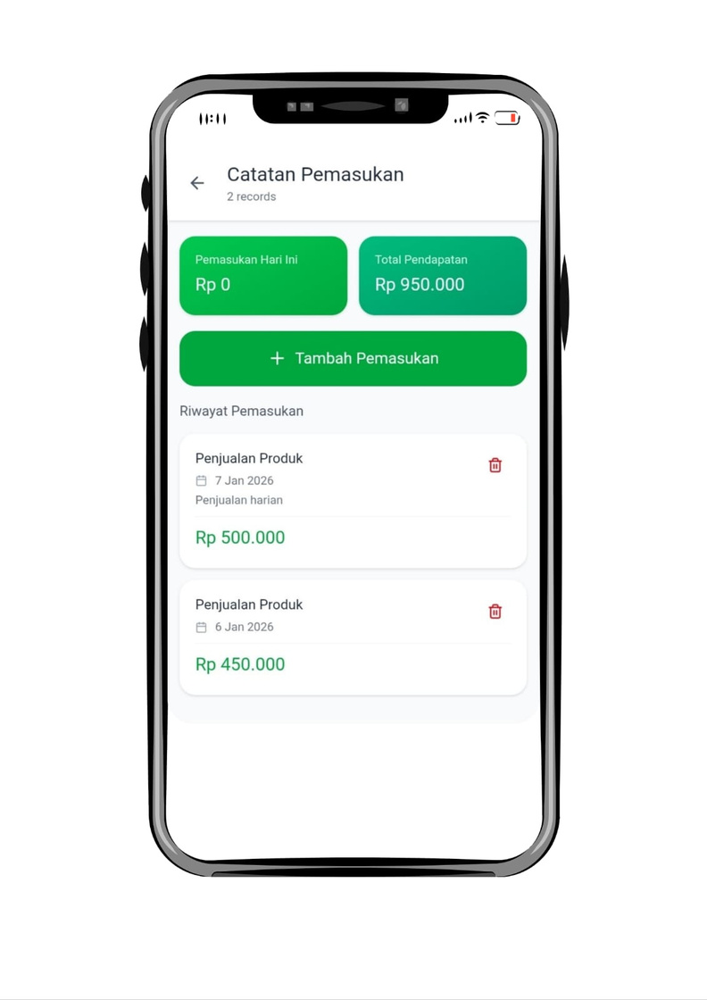 11:11
Catatan Pemasukan
2 records
Pemasukan Hari Ini
Rp 0
Total Pendapatan
Rp 950.000
+ Tambah Pemasukan
Riwayat Pemasukan
Penjualan Produk
7 Jan 2026
Penjualan harian
Rp 500.000
Penjualan Produk
6 Jan 2026
Rp 450.000